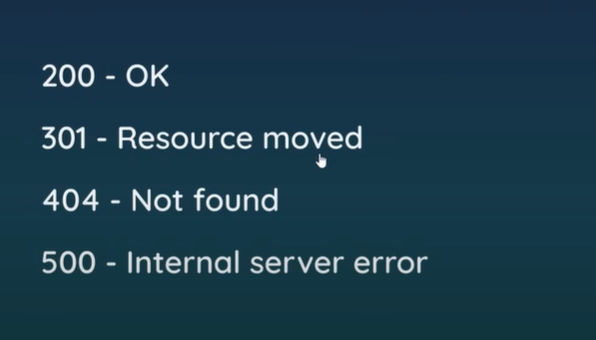 200 - OK
301 - Resource moved
404 - Not found
500 - Internal server error